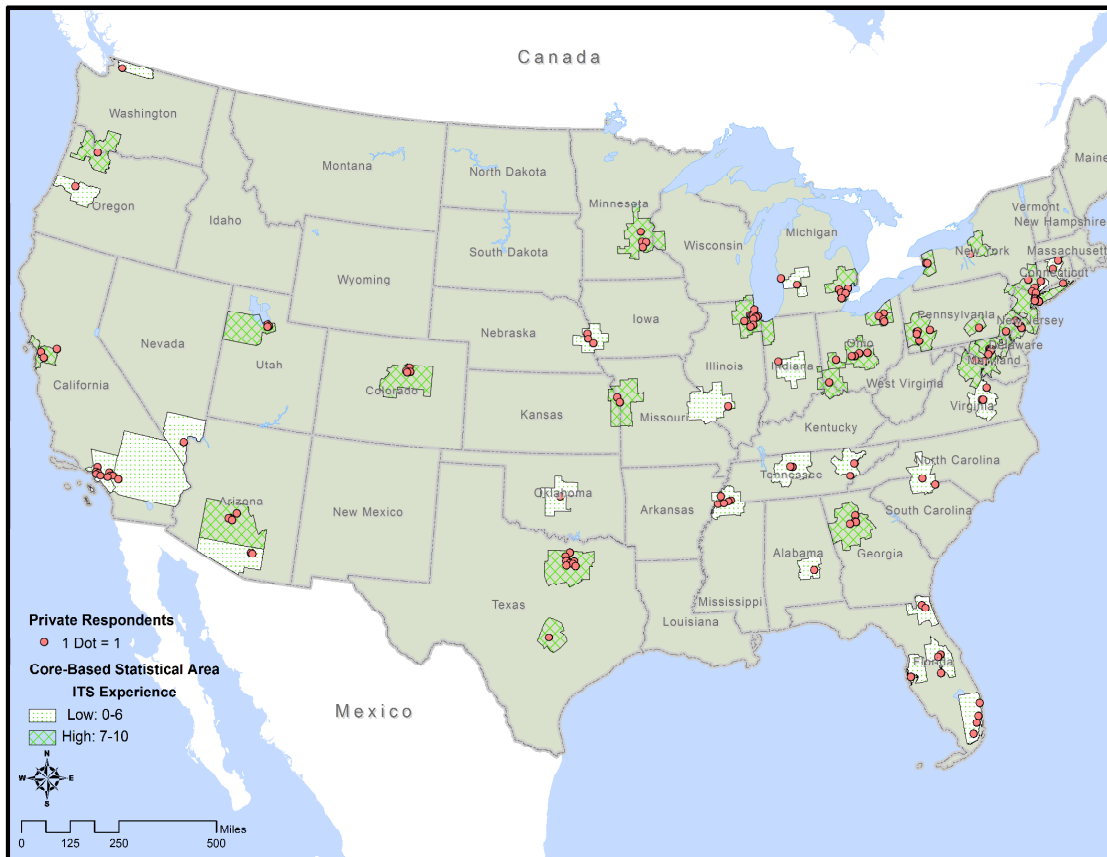 Canada
Washington
Montana
North Dakota
Minnesota
Maine
Vermont
New Hampshire
Oregon
Idaho
South Dakota
Wisconsin
Michigan
New York
Massachusett
Wyoming
Connecticut
Nevada
Utah
Nebraska
Iowa
Pennsylvania
New Jersey
California
Colorado
Illinois
Indiana
Ohio
Delaware
Maryland
West Virginia
Kansas
Missouri
Virginia
Kentucky
Arizona
New Mexico
Oklahoma
Arkansas
Tennessee
North Carolina
South Carolina
Texas
Louisiana
Mississippi
Alabama
Georgia
Florida
Mexico
Private Respondents
1 Dot = 1
Core-Based Statistical Area
ITS Experience
Low: 0-6
High: 7-10
N
W E
S
Miles
0 125 250 500